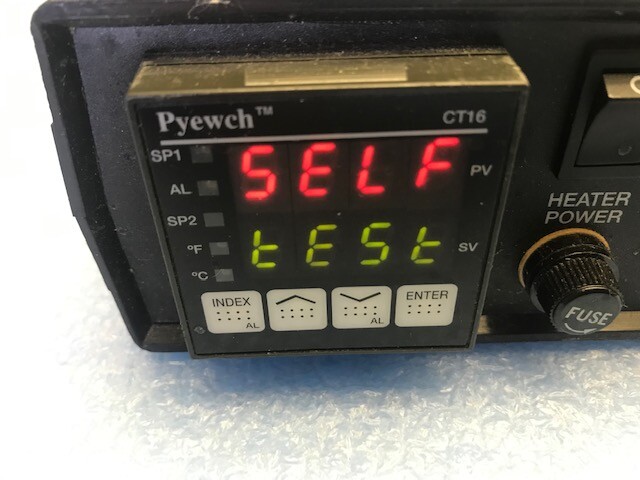 Pyewch™ CT16
SP1
SELF PV
AL
SP2
tESt SV
°F
°C
INDEX AL
AL
ENTER
HEATER
POWER
FUSE